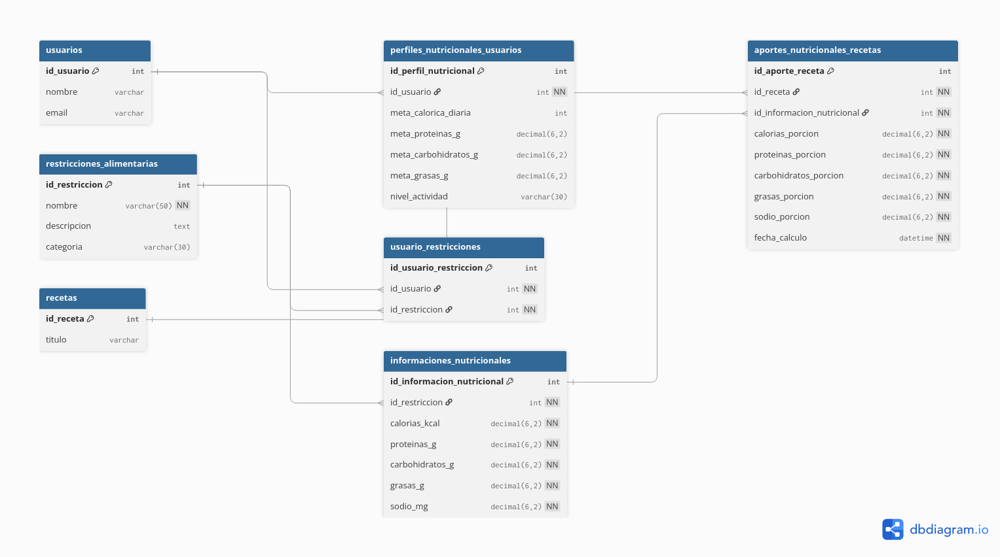 usuarios
id_usuario int
nombre varchar
email varchar
restricciones_alimentarias
id_restriccion int
nombre varchar(50) NN
descripcion text
categoria varchar(30)
recetas
id_receta int
titulo varchar
perfiles_nutricionales_usuarios
id_perfil_nutricional int
id_usuario int NN
meta_calorica_diaria int
meta_proteinas_g decimal(6,2)
meta_carbohidratos_g decimal(6,2)
meta_grasas_g decimal(6,2)
nivel_actividad varchar(30)
usuario_restricciones
id_usuario_restriccion int
id_usuario int NN
id_restriccion int NN
informaciones_nutricionales
id_informacion_nutricional int
id_restriccion int NN
calorias_kcal decimal(6,2) NN
proteinas_g decimal(6,2) NN
carbohidratos_g decimal(6,2) NN
grasas_g decimal(6,2) NN
sodio_mg decimal(6,2) NN
aportes_nutricionales_recetas
id_aporte_receta int
id_receta int NN
id_informacion_nutricional int NN
calorias_porcion decimal(6,2) NN
proteinas_porcion decimal(6,2) NN
carbohidratos_porcion decimal(6,2) NN
grasas_porcion decimal(6,2) NN
sodio_porcion decimal(6,2) NN
fecha_calculo datetime NN
dbdiagram.io